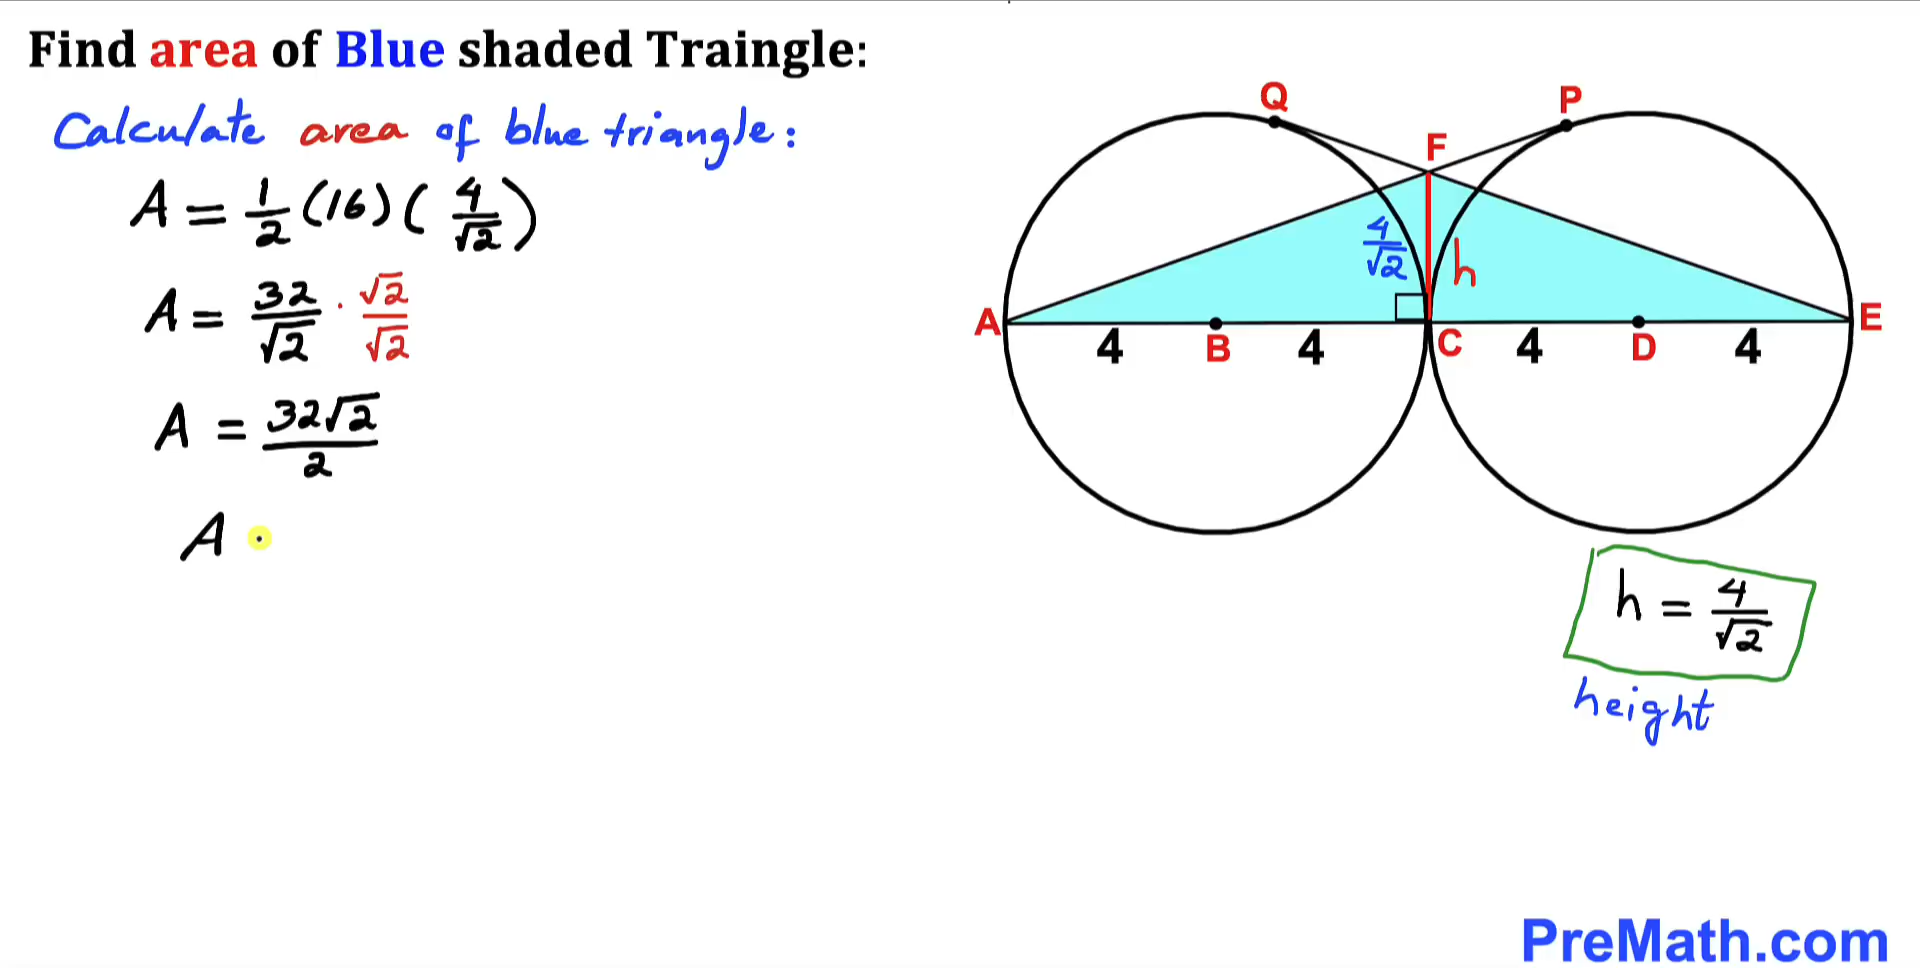 Find area of Blue shaded Traingle:
Calculate area of blue triangle:
A = 1/2 (16) (4/√2)
A = 32/√2 · √2/√2
A = 32√2/2
A
Q
P
F
4/√2
h
A
E
4
B
4
C
4
D
4
h = 4/√2
height
PreMath.com